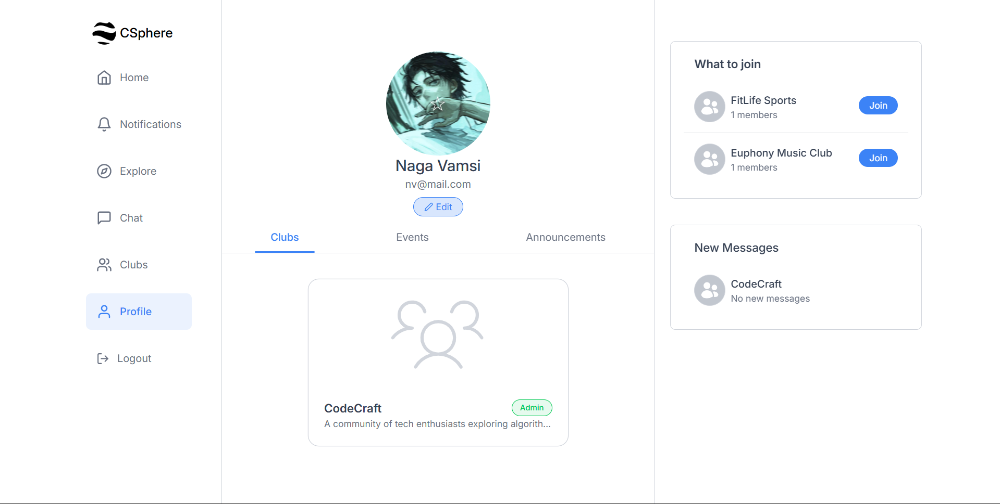 CSphere
Home
Notifications
Explore
Chat
Clubs
Profile
Logout
Naga Vamsi
nv@mail.com
Edit
Clubs
Events
Announcements
CodeCraft
Admin
A community of tech enthusiasts exploring algorith...
What to join
FitLife Sports
1 members
Join
Euphony Music Club
1 members
Join
New Messages
CodeCraft
No new messages